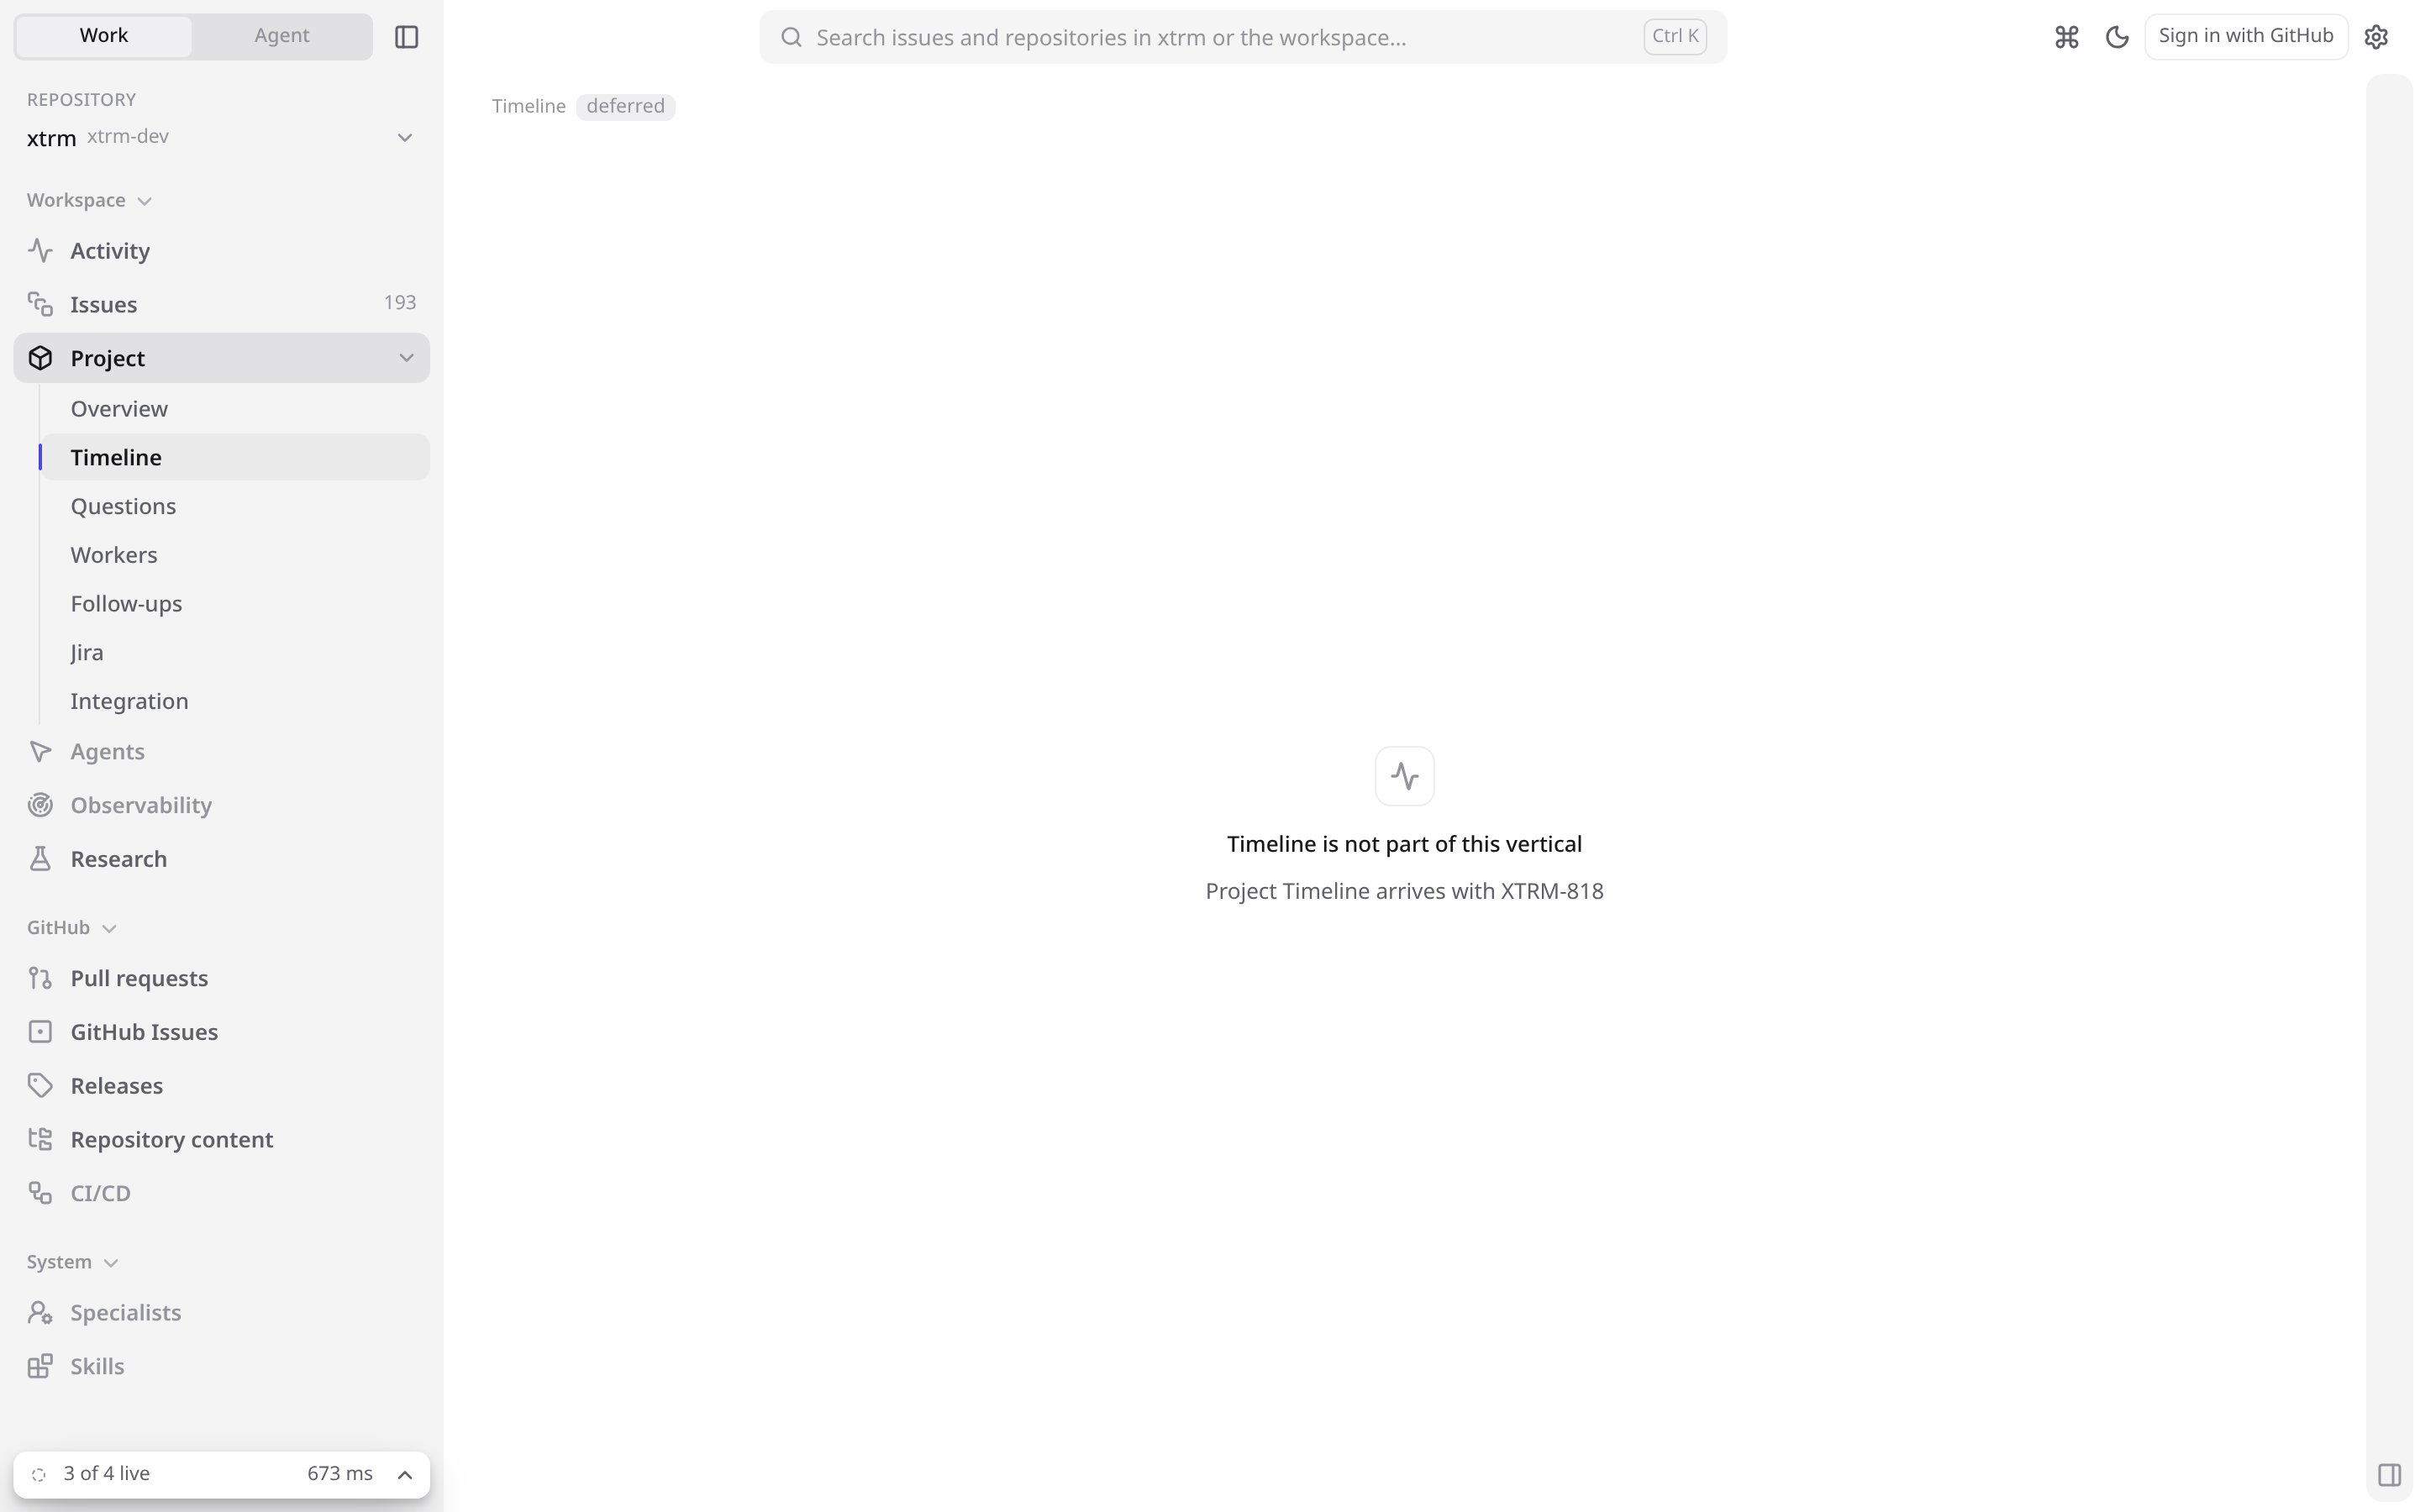 Work
Agent
Search issues and repositories in xtrm or the workspace...
Ctrl K
Sign in with GitHub
REPOSITORY
xtrm xtrm-dev
Workspace
Activity
Issues 193
Project
Overview
Timeline
Questions
Workers
Follow-ups
Jira
Integration
Agents
Observability
Research
GitHub
Pull requests
GitHub Issues
Releases
Repository content
CI/CD
System
Specialists
Skills
3 of 4 live 673 ms
Timeline deferred
Timeline is not part of this vertical
Project Timeline arrives with XTRM-818